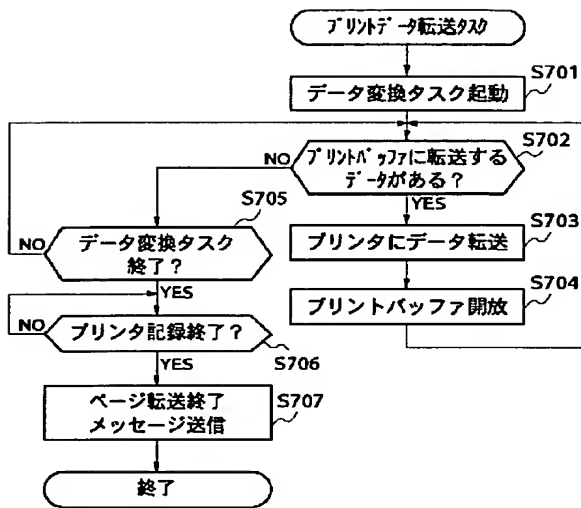 プリントデータ転送タスク
S701
データ変換タスク起動
S702
プリントバッファに転送する
データがある？
NO
YES
S703
プリンタにデータ転送
S704
プリントバッファ開放
S705
データ変換タスク
終了？
NO
YES
プリンタ記録終了？
NO
S706
YES
S707
ページ転送終了
メッセージ送信
終了